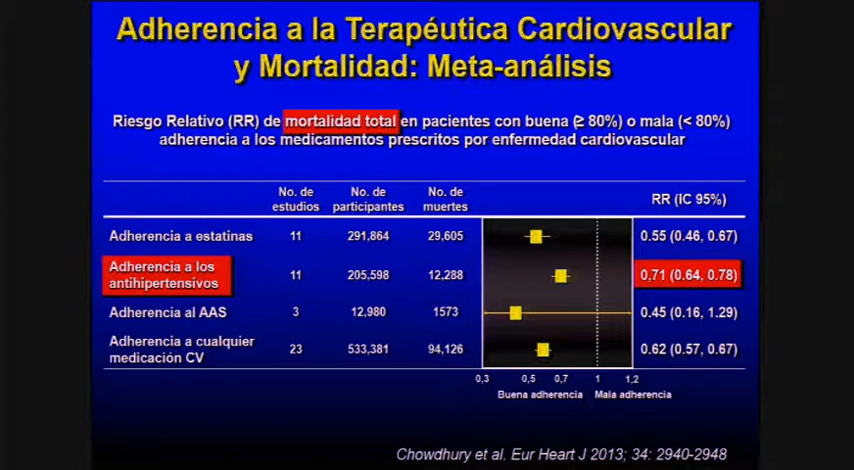 Adherencia a la Terapéutica Cardiovascular
y Mortalidad: Meta-análisis
Riesgo Relativo (RR) de mortalidad total en pacientes con buena (≥ 80%) o mala (< 80%)
adherencia a los medicamentos prescritos por enfermedad cardiovascular
No. de estudios No. de participantes No. de muertes RR (IC 95%)
Adherencia a estatinas 11 291,864 29,605 0.55 (0.46, 0.67)
Adherencia a los antihipertensivos 11 205,598 12,288 0,71 (0.64, 0.78)
Adherencia al AAS 3 12,980 1573 0.45 (0.16, 1.29)
Adherencia a cualquier medicación CV 23 533,381 94,126 0.62 (0.57, 0.67)
0,3 0,5 0,7 1 1,2
Buena adherencia Mala adherencia
Chowdhury et al. Eur Heart J 2013; 34: 2940-2948